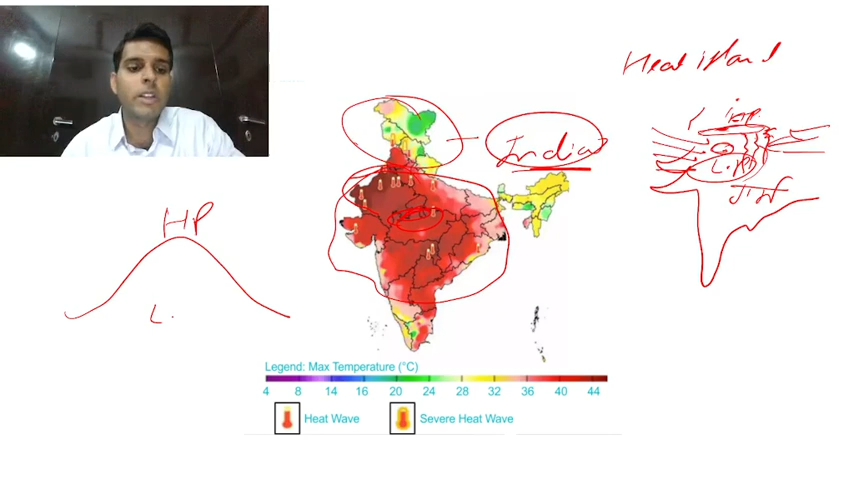 Heat island
H.P.
India
L.P.
HP
L.
Legend: Max Temperature (°C)
4 8 14 16 20 24 28 32 36 40 44
Heat Wave
Severe Heat Wave